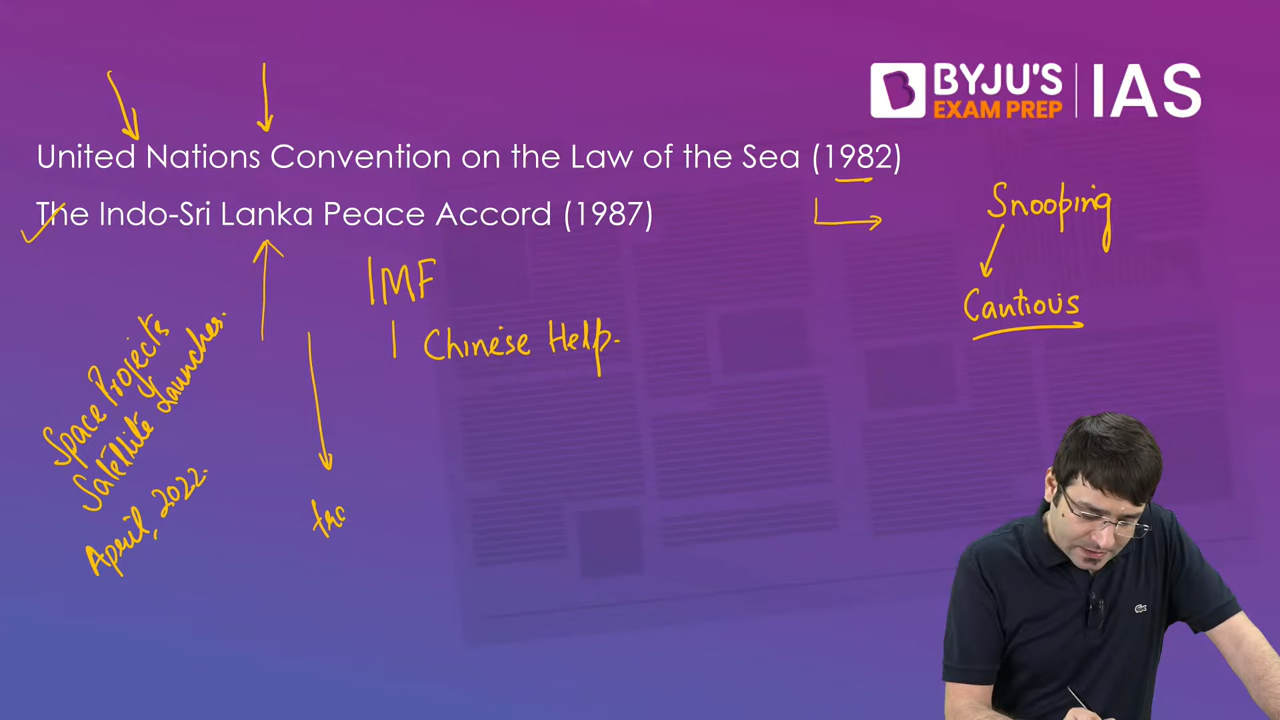 BYJU'S
EXAM PREP
IAS
United Nations Convention on the Law of the Sea (1982)
The Indo-Sri Lanka Peace Accord (1987)
Snooping
Cautious
IMF
Chinese Help.
Space Projects
Satellite Launches.
April, 2022.